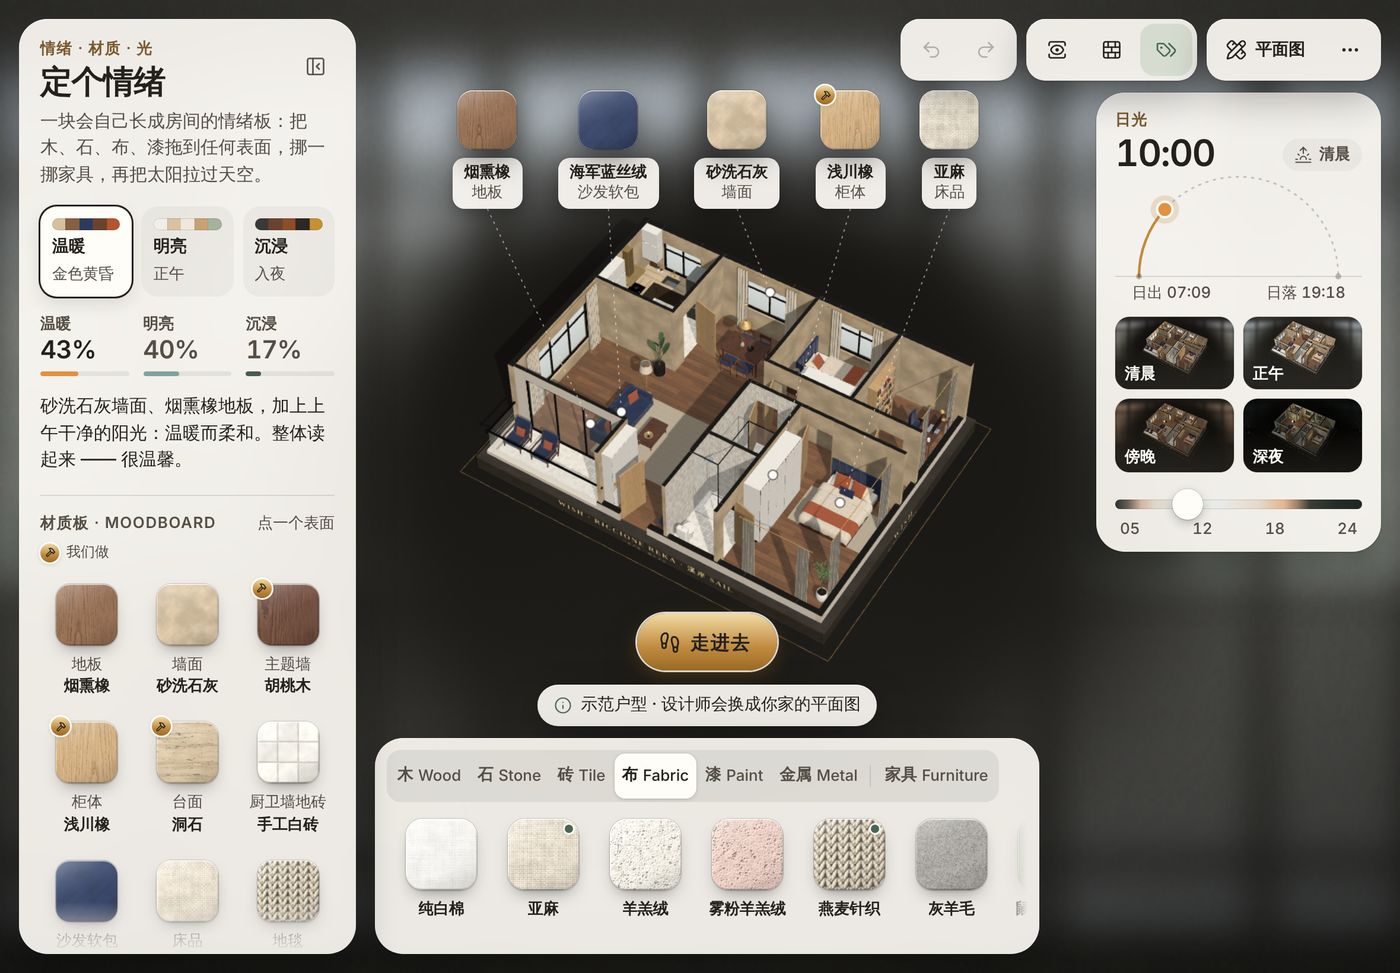 情绪 · 材质 · 光
定个情绪
一块会自己长成房间的情绪板：把
木、石、布、漆拖到任何表面，挪一
挪家具，再把太阳拉过天空。
温暖
金色黄昏
明亮
正午
沉浸
入夜
温暖
43%
明亮
40%
沉浸
17%
砂洗石灰墙面、烟熏橡地板，加上上
午干净的阳光：温暖而柔和。整体读
起来 —— 很温馨。
材质板 · MOODBOARD
点一个表面
我们做
地板
烟熏橡
墙面
砂洗石灰
主题墙
胡桃木
柜体
浅川橡
台面
洞石
厨卫墙地砖
手工白砖
沙发软包
床品
地毯
烟熏橡
地板
海军蓝丝绒
沙发软包
砂洗石灰
墙面
浅川橡
柜体
亚麻
床品
走进去
示范户型 · 设计师会换成你家的平面图
木 Wood
石 Stone
砖 Tile
布 Fabric
漆 Paint
金属 Metal
家具 Furniture
纯白棉
亚麻
羊羔绒
雾粉羊羔绒
燕麦针织
灰羊毛
平面图
日光
10:00
清晨
日出 07:09
日落 19:18
清晨
正午
傍晚
深夜
05
12
18
24